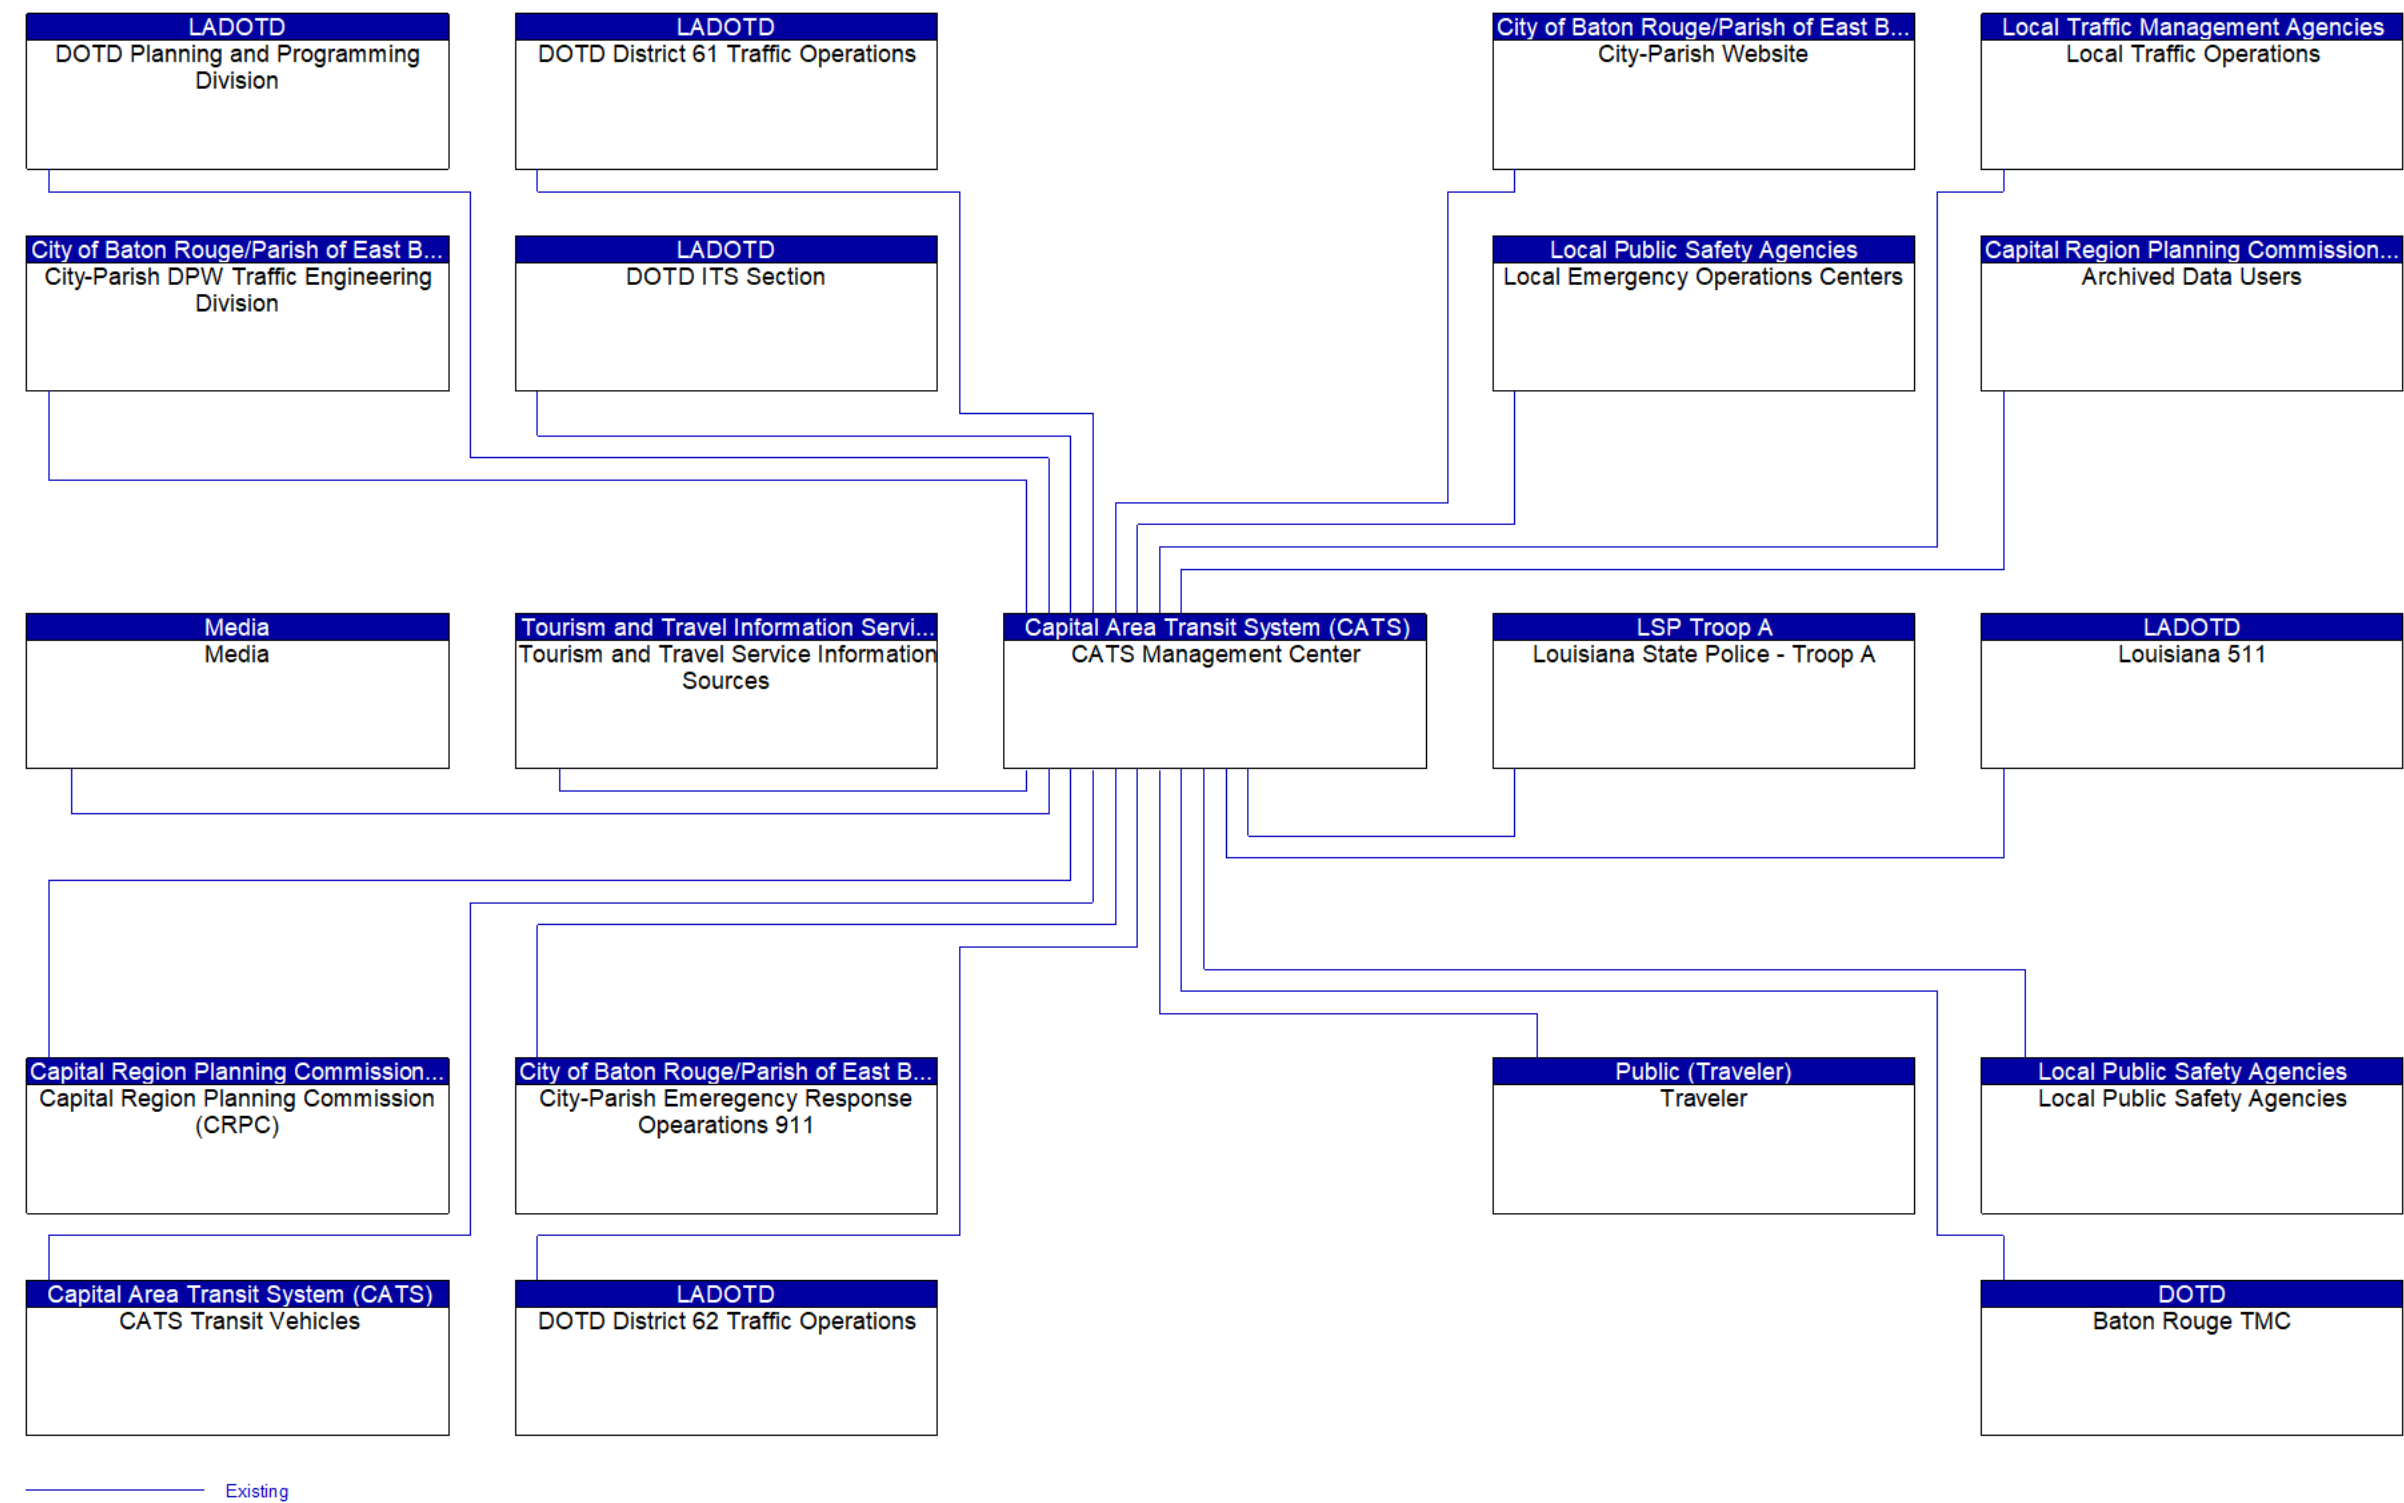 LADOTD
DOTD Planning and Programming
Division
LADOTD
DOTD District 61 Traffic Operations
City of Baton Rouge/Parish of East B...
City-Parish Website
Local Traffic Management Agencies
Local Traffic Operations
City of Baton Rouge/Parish of East B...
City-Parish DPW Traffic Engineering
Division
LADOTD
DOTD ITS Section
Local Public Safety Agencies
Local Emergency Operations Centers
Capital Region Planning Commission...
Archived Data Users
Media
Media
Tourism and Travel Information Servi...
Tourism and Travel Service Information
Sources
Capital Area Transit System (CATS)
CATS Management Center
LSP Troop A
Louisiana State Police - Troop A
LADOTD
Louisiana 511
Capital Region Planning Commission...
Capital Region Planning Commission
(CRPC)
City of Baton Rouge/Parish of East B...
City-Parish Emeregency Response
Opearations 911
Public (Traveler)
Traveler
Local Public Safety Agencies
Local Public Safety Agencies
Capital Area Transit System (CATS)
CATS Transit Vehicles
LADOTD
DOTD District 62 Traffic Operations
DOTD
Baton Rouge TMC
Existing